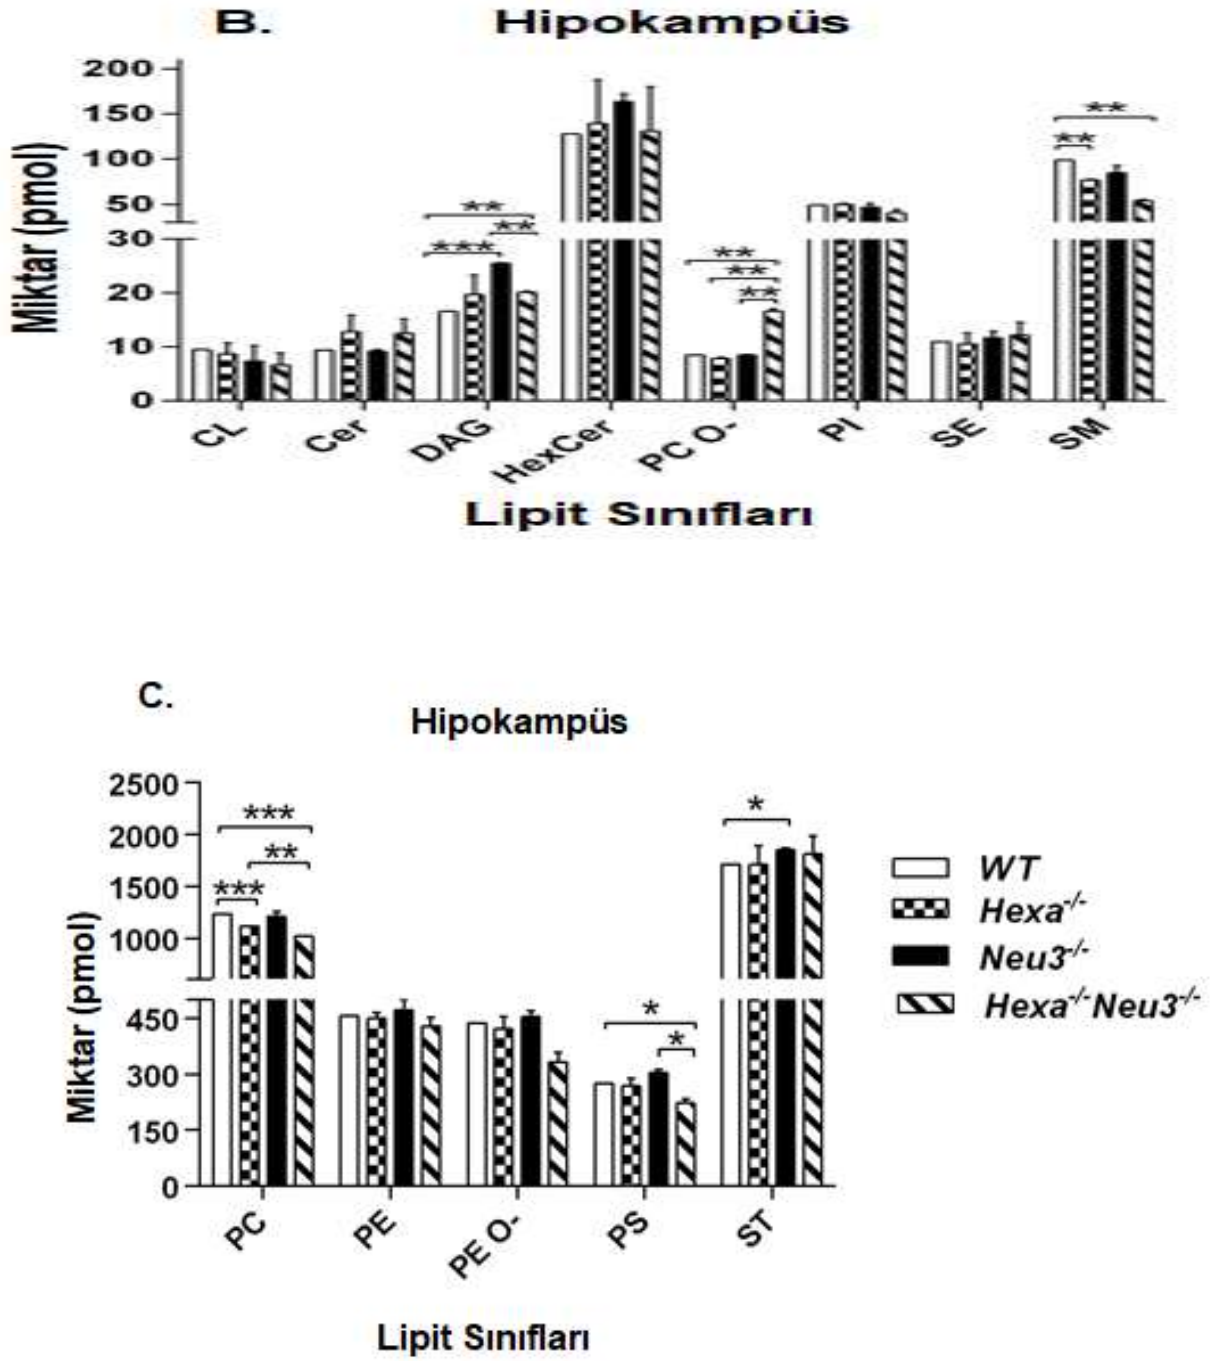 B. Hipokampüs
Miktar (pmol)
200
150
100
50
30
20
10
0
** *** **
** ** **
** **
CL Cer DAG HexCer PC O- PI SE SM
Lipit Sınıfları
C.
Hipokampüs
Miktar (pmol)
2500
2000
1500
1000
450
300
150
0
***
**
***
*
*
*
PC PE PE O- PS ST
Lipit Sınıfları
WT
Hexa-/-
Neu3-/-
Hexa-/-Neu3-/-